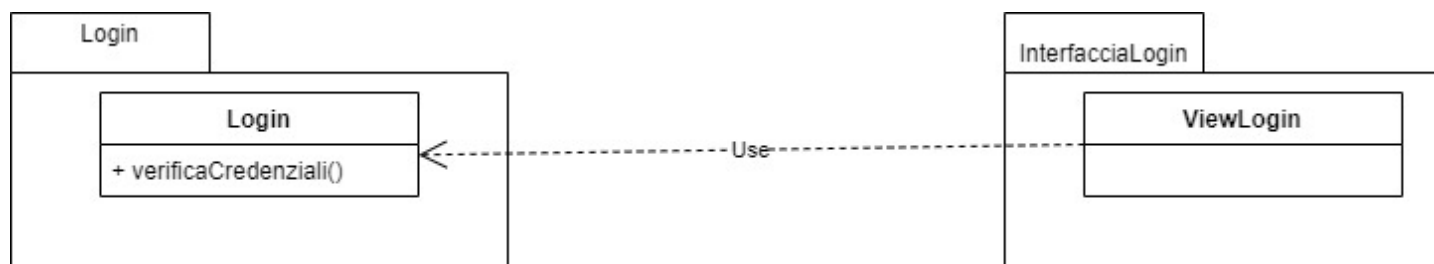 Login
InterfacciaLogin
Login
+ verificaCredenziali()
Use
ViewLogin